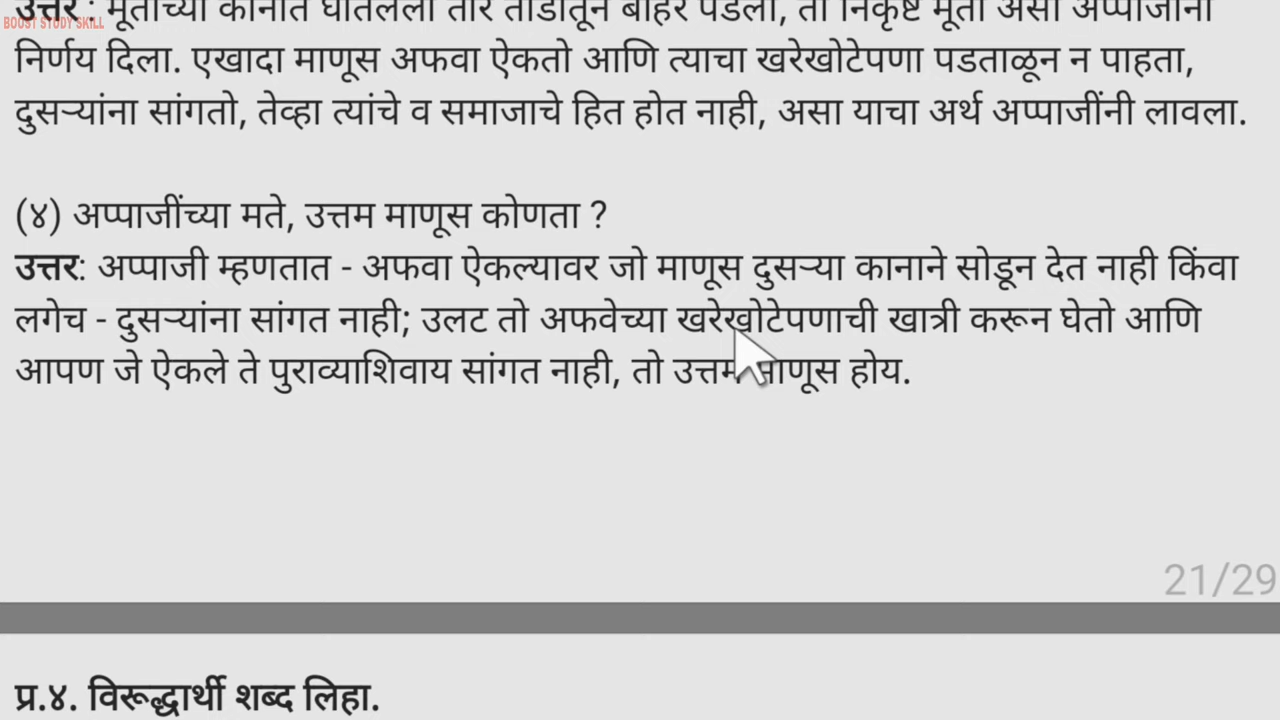 उत्तर : मूर्तीच्या कानात घातलेली तार तोंडातून बाहेर पडली, ती निकृष्ट मूर्ती असा अप्पाजींनी
BOOST STUDY SKILL
निर्णय दिला. एखादा माणूस अफवा ऐकतो आणि त्याचा खरेखोटेपणा पडताळून न पाहता,
दुसऱ्यांना सांगतो, तेव्हा त्यांचे व समाजाचे हित होत नाही, असा याचा अर्थ अप्पाजींनी लावला.
(४) अप्पाजींच्या मते, उत्तम माणूस कोणता ?
उत्तर: अप्पाजी म्हणतात - अफवा ऐकल्यावर जो माणूस दुसऱ्या कानाने सोडून देत नाही किंवा
लगेच - दुसऱ्यांना सांगत नाही; उलट तो अफवेच्या खरेखोटेपणाची खात्री करून घेतो आणि
आपण जे ऐकले ते पुराव्याशिवाय सांगत नाही, तो उत्तम माणूस होय.
21/29
प्र.४. विरूद्धार्थी शब्द लिहा.